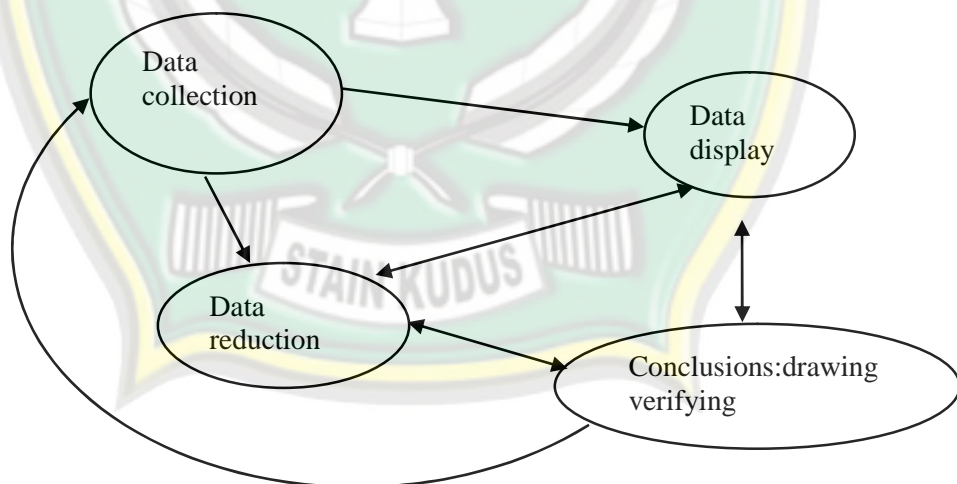 Data
collection
Data
display
STAIN KUDUS
Data
reduction
Conclusions:drawing
verifying